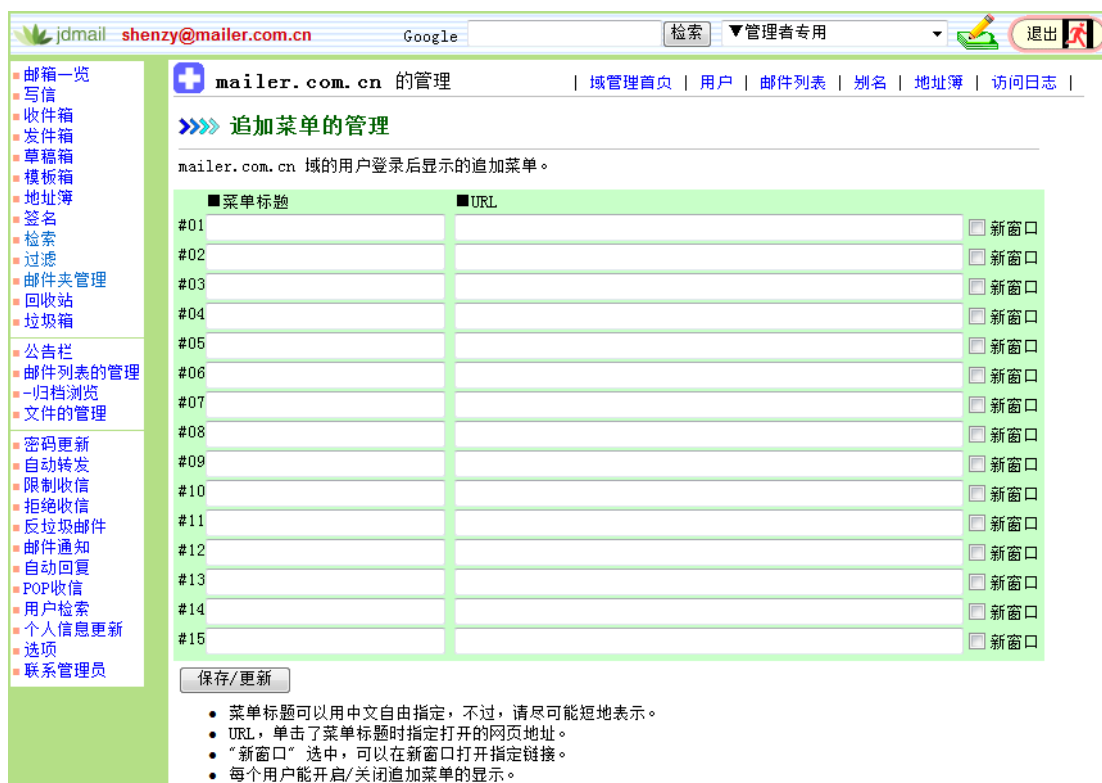 jdmail shenzy@mailer.com.cn Google 检索 ▼管理者专用 退出
邮箱一览
写信
收件箱
发件箱
草稿箱
模板箱
地址簿
签名
检索
过滤
邮件夹管理
回收站
垃圾箱
公告栏
邮件列表的管理
-归档浏览
文件的管理
密码更新
自动转发
限制收信
拒绝收信
反垃圾邮件
邮件通知
自动回复
POP收信
用户检索
个人信息更新
选项
联系管理员
mailer.com.cn 的管理 | 域管理首页 | 用户 | 邮件列表 | 别名 | 地址簿 | 访问日志 |
追加菜单的管理
mailer.com.cn 域的用户登录后显示的追加菜单。
■菜单标题 ■URL
#01 新窗口
#02 新窗口
#03 新窗口
#04 新窗口
#05 新窗口
#06 新窗口
#07 新窗口
#08 新窗口
#09 新窗口
#10 新窗口
#11 新窗口
#12 新窗口
#13 新窗口
#14 新窗口
#15 新窗口
保存/更新
● 菜单标题可以用中文自由指定，不过，请尽可能短地表示。
● URL，单击了菜单标题时指定打开的网页地址。
● “新窗口” 选中，可以在新窗口打开指定链接。
● 每个用户能开启/关闭追加菜单的显示。